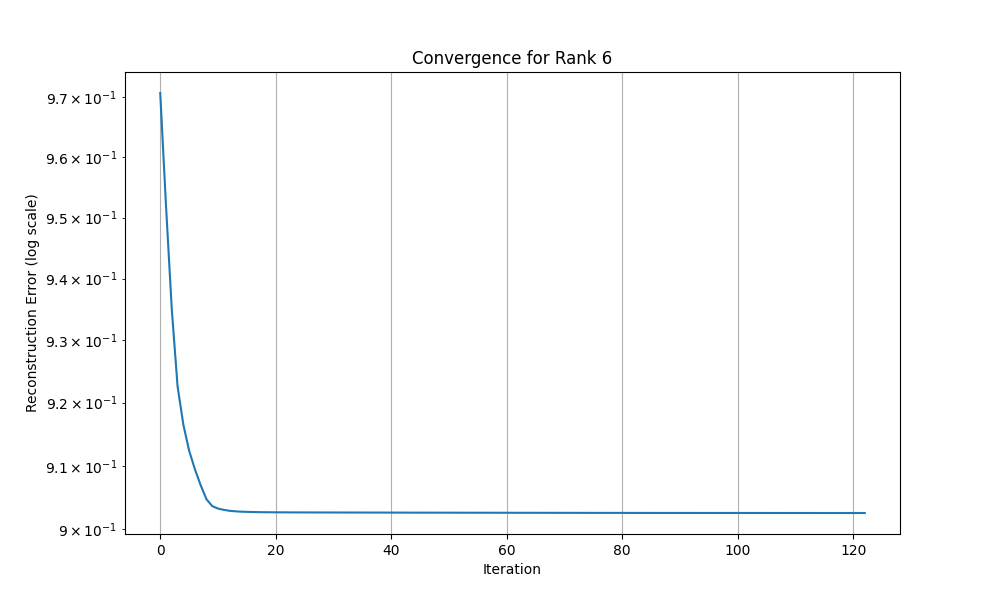 Convergence for Rank 6
Reconstruction Error (log scale)
9.7 × 10⁻¹
9.6 × 10⁻¹
9.5 × 10⁻¹
9.4 × 10⁻¹
9.3 × 10⁻¹
9.2 × 10⁻¹
9.1 × 10⁻¹
9 × 10⁻¹
0 20 40 60 80 100 120
Iteration